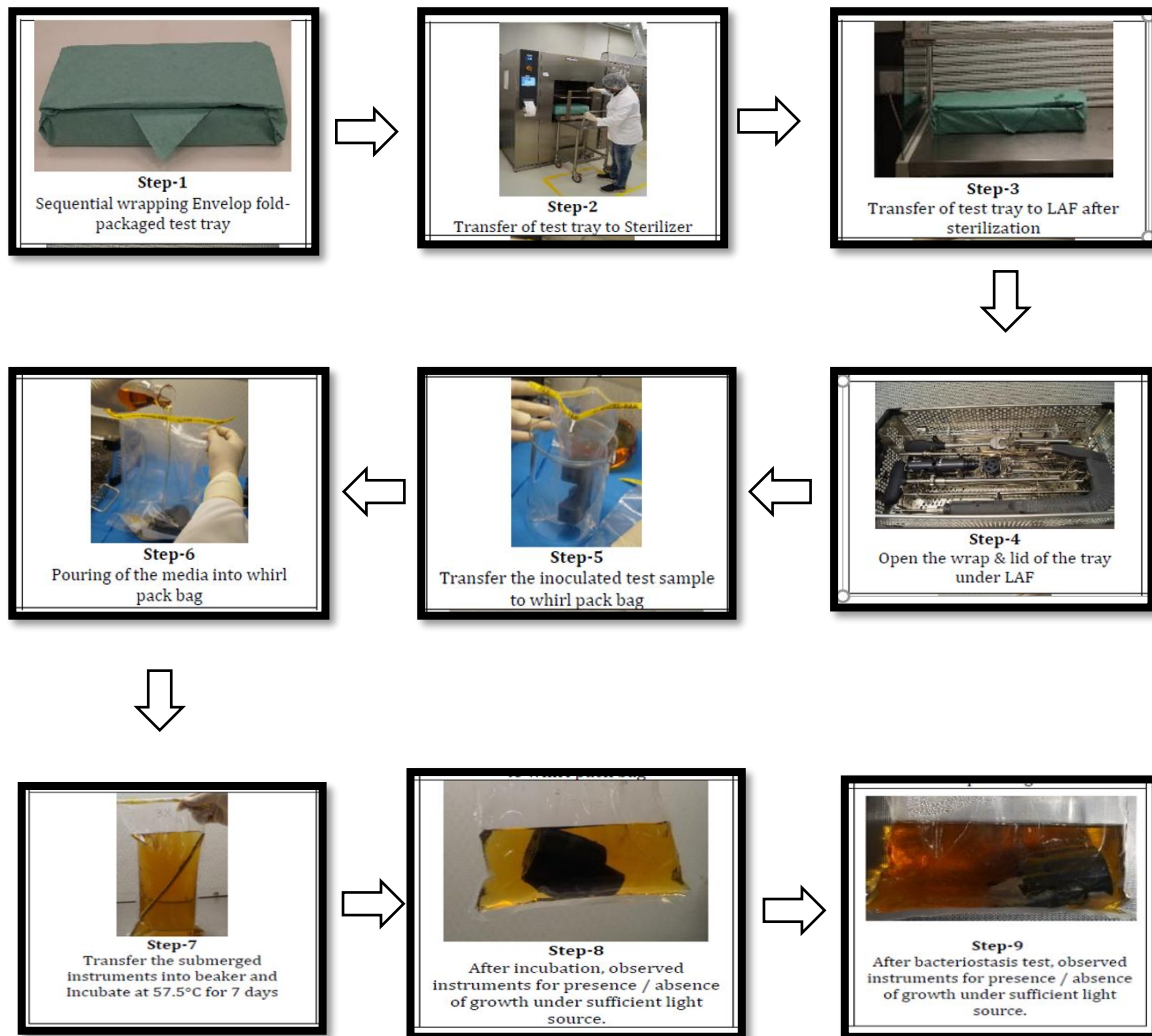 Step-1
Sequential wrapping Envelop fold-
packaged test tray
Step-2
Transfer of test tray to Sterilizer
Step-3
Transfer of test tray to LAF after
sterilization
Step-4
Open the wrap & lid of the tray
under LAF
Step-5
Transfer the inoculated test sample
to whirl pack bag
Step-6
Pouring of the media into whirl
pack bag
Step-7
Transfer the submerged
instruments into beaker and
Incubate at 57.5°C for 7 days
to whirl pack bag
Step-8
After incubation, observed
instruments for presence / absence
of growth under sufficient light
source.
Step-9
After bacteriostasis test, observed
instruments for presence / absence
of growth under sufficient light
source.